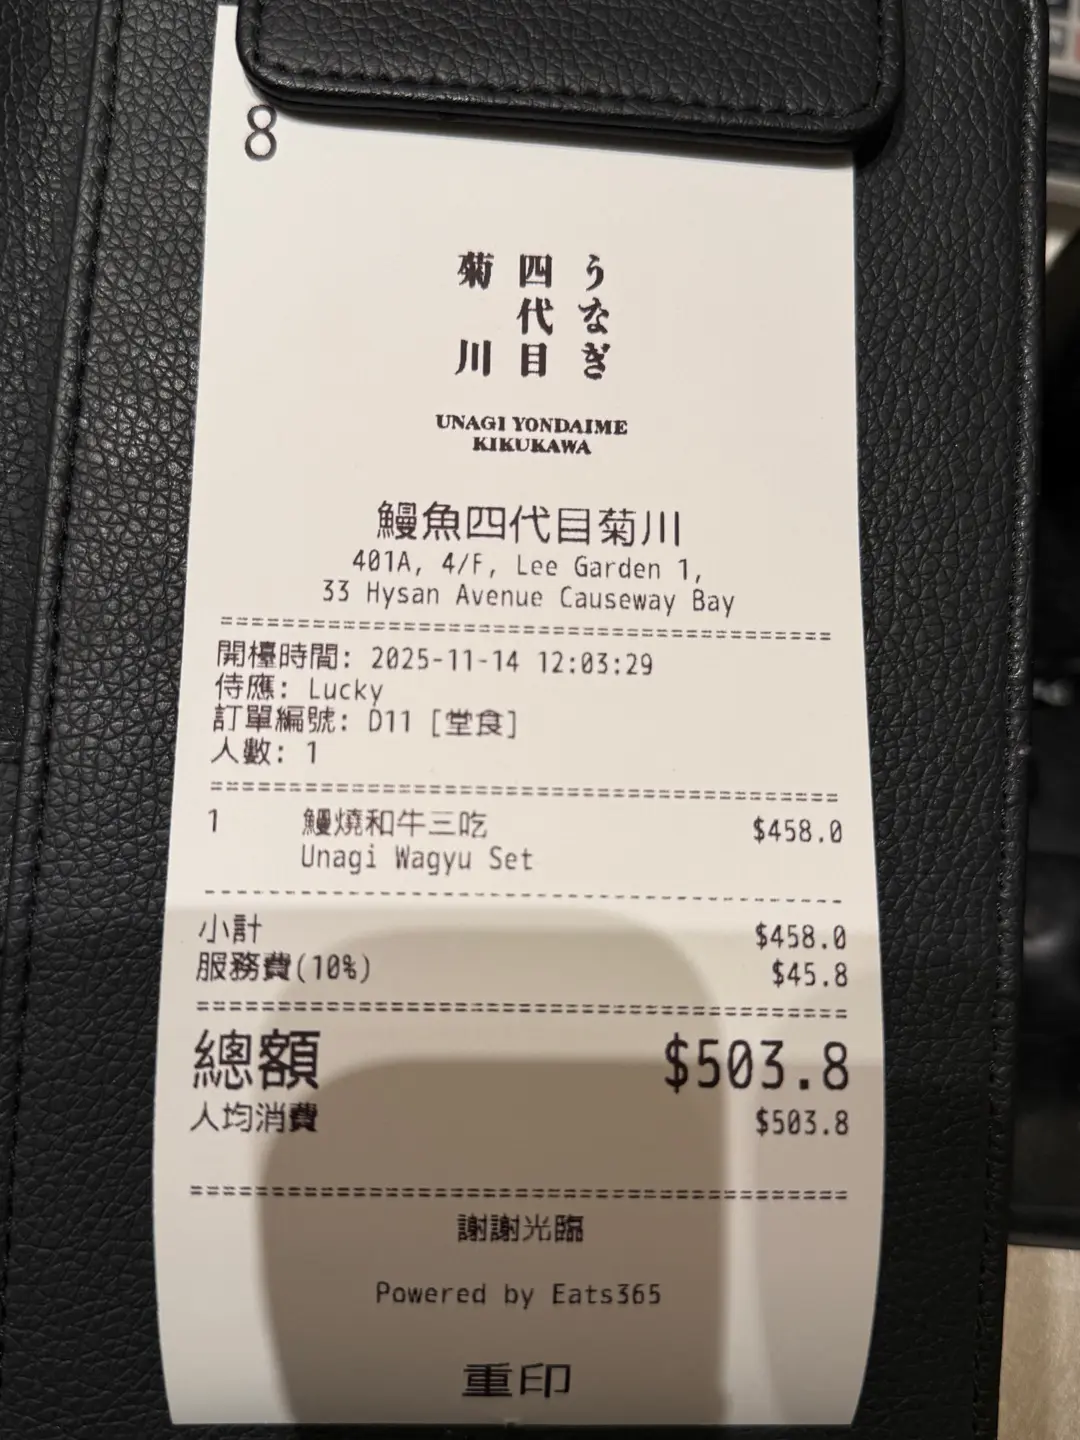 8
うなぎ
四代目
菊川
UNAGI YONDAIME
KIKUKAWA
鰻魚四代目菊川
401A, 4/F, Lee Garden 1,
33 Hysan Avenue Causeway Bay
開檯時間: 2025-11-14 12:03:29
侍應: Lucky
訂單編號: D11 [堂食]
人數: 1
1 鰻燒和牛三吃 $458.0
Unagi Wagyu Set
小計 $458.0
服務費(10%) $45.8
總額 $503.8
人均消費 $503.8
謝謝光臨
Powered by Eats365
重印